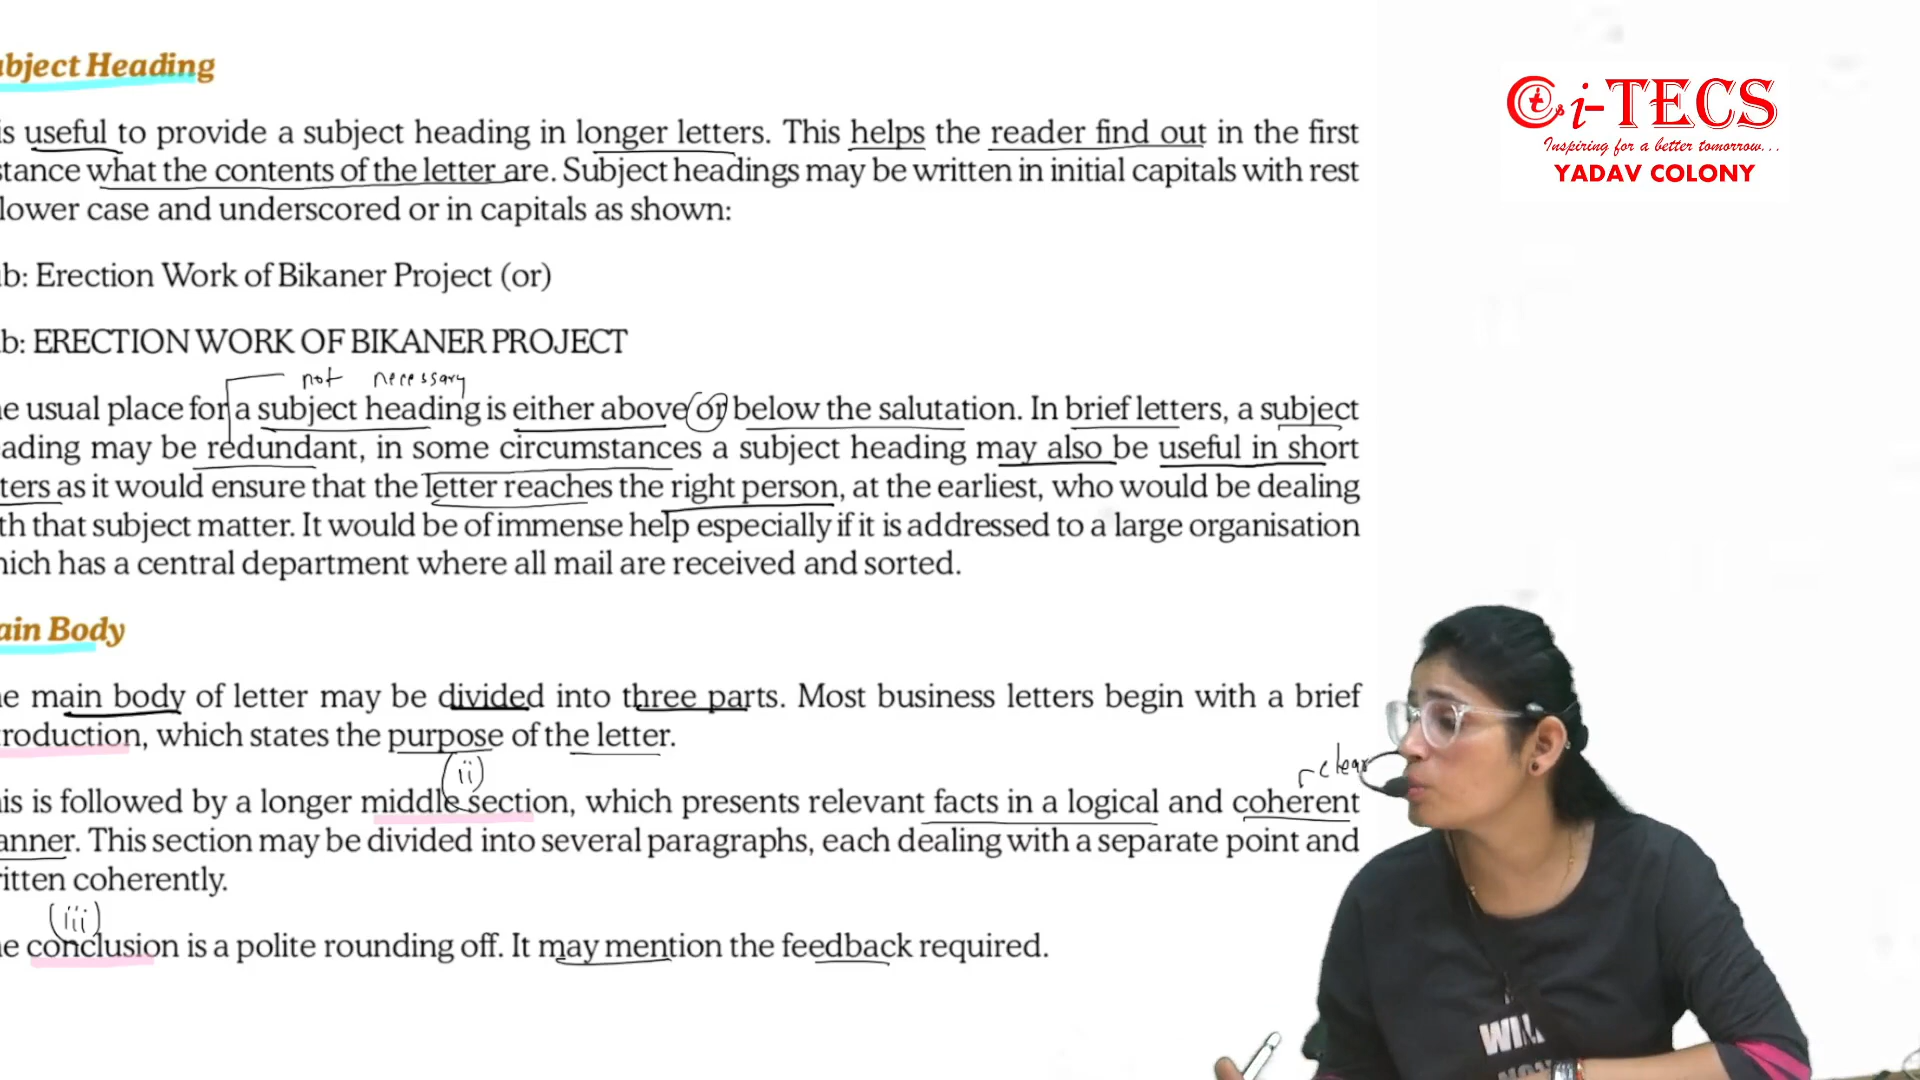 bject Heading
is useful to provide a subject heading in longer letters. This helps the reader find out in the first
stance what the contents of the letter are. Subject headings may be written in initial capitals with rest
lower case and underscored or in capitals as shown:
b: Erection Work of Bikaner Project (or)
b: ERECTION WORK OF BIKANER PROJECT
not necessary
e usual place for a subject heading is either above or below the salutation. In brief letters, a subject
ading may be redundant, in some circumstances a subject heading may also be useful in short
ters as it would ensure that the letter reaches the right person, at the earliest, who would be dealing
th that subject matter. It would be of immense help especially if it is addressed to a large organisation
hich has a central department where all mail are received and sorted.
ain Body
e main body of letter may be divided into three parts. Most business letters begin with a brief
troduction, which states the purpose of the letter.
(ii)
clear
is is followed by a longer middle section, which presents relevant facts in a logical and coherent
anner. This section may be divided into several paragraphs, each dealing with a separate point and
itten coherently.
(iii)
e conclusion is a polite rounding off. It may mention the feedback required.
i-TECS
Inspiring for a better tomorrow...
YADAV COLONY